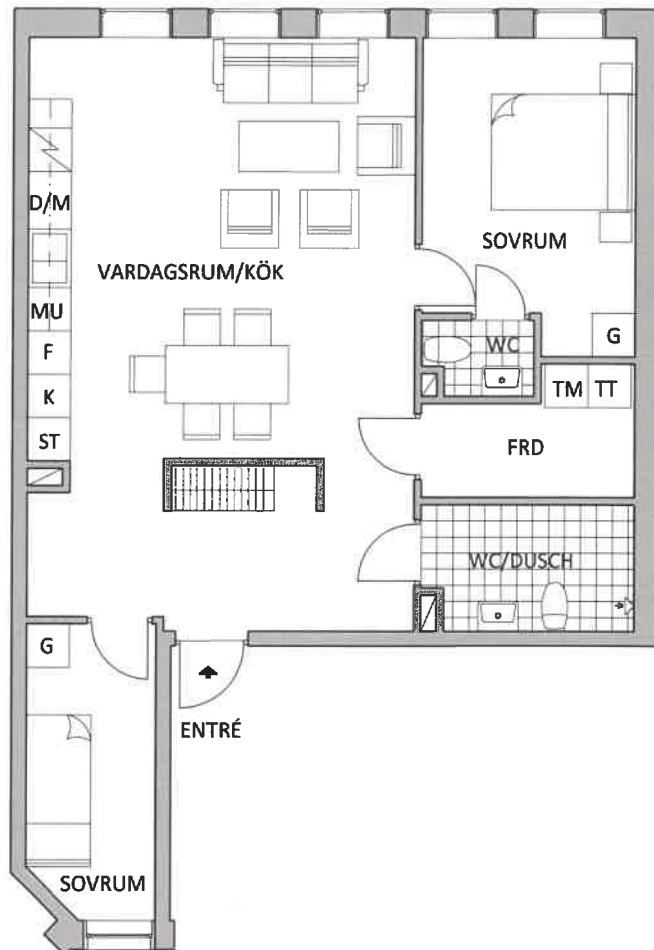 D/M
SOVRUM
VARDAGSRUM/KÖK
MU
WC
G
F
K
TM TT
ST
FRD
WC/DUSCH
G
ENTRÉ
SOVRUM